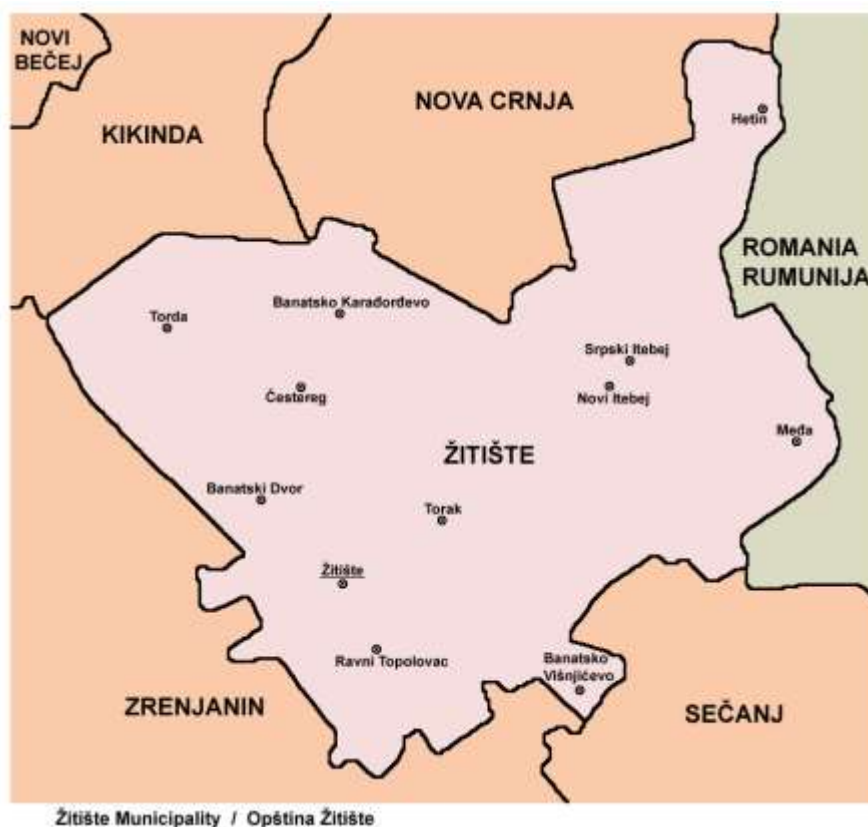 NOVI
BEČEJ
KIKINDA
NOVA CRNJA
Hetin
ROMANIA
RUMUNIJA
Banatsko Karađorđevo
Torda
Srpski Itebej
Čestereg
Novi Itebej
Međa
ŽITIŠTE
Banatski Dvor
Torak
Žitište
Ravni Topolovac
Banatsko
Višnjićevo
ZRENJANIN
SEČANJ
Žitište Municipality / Opština Žitište